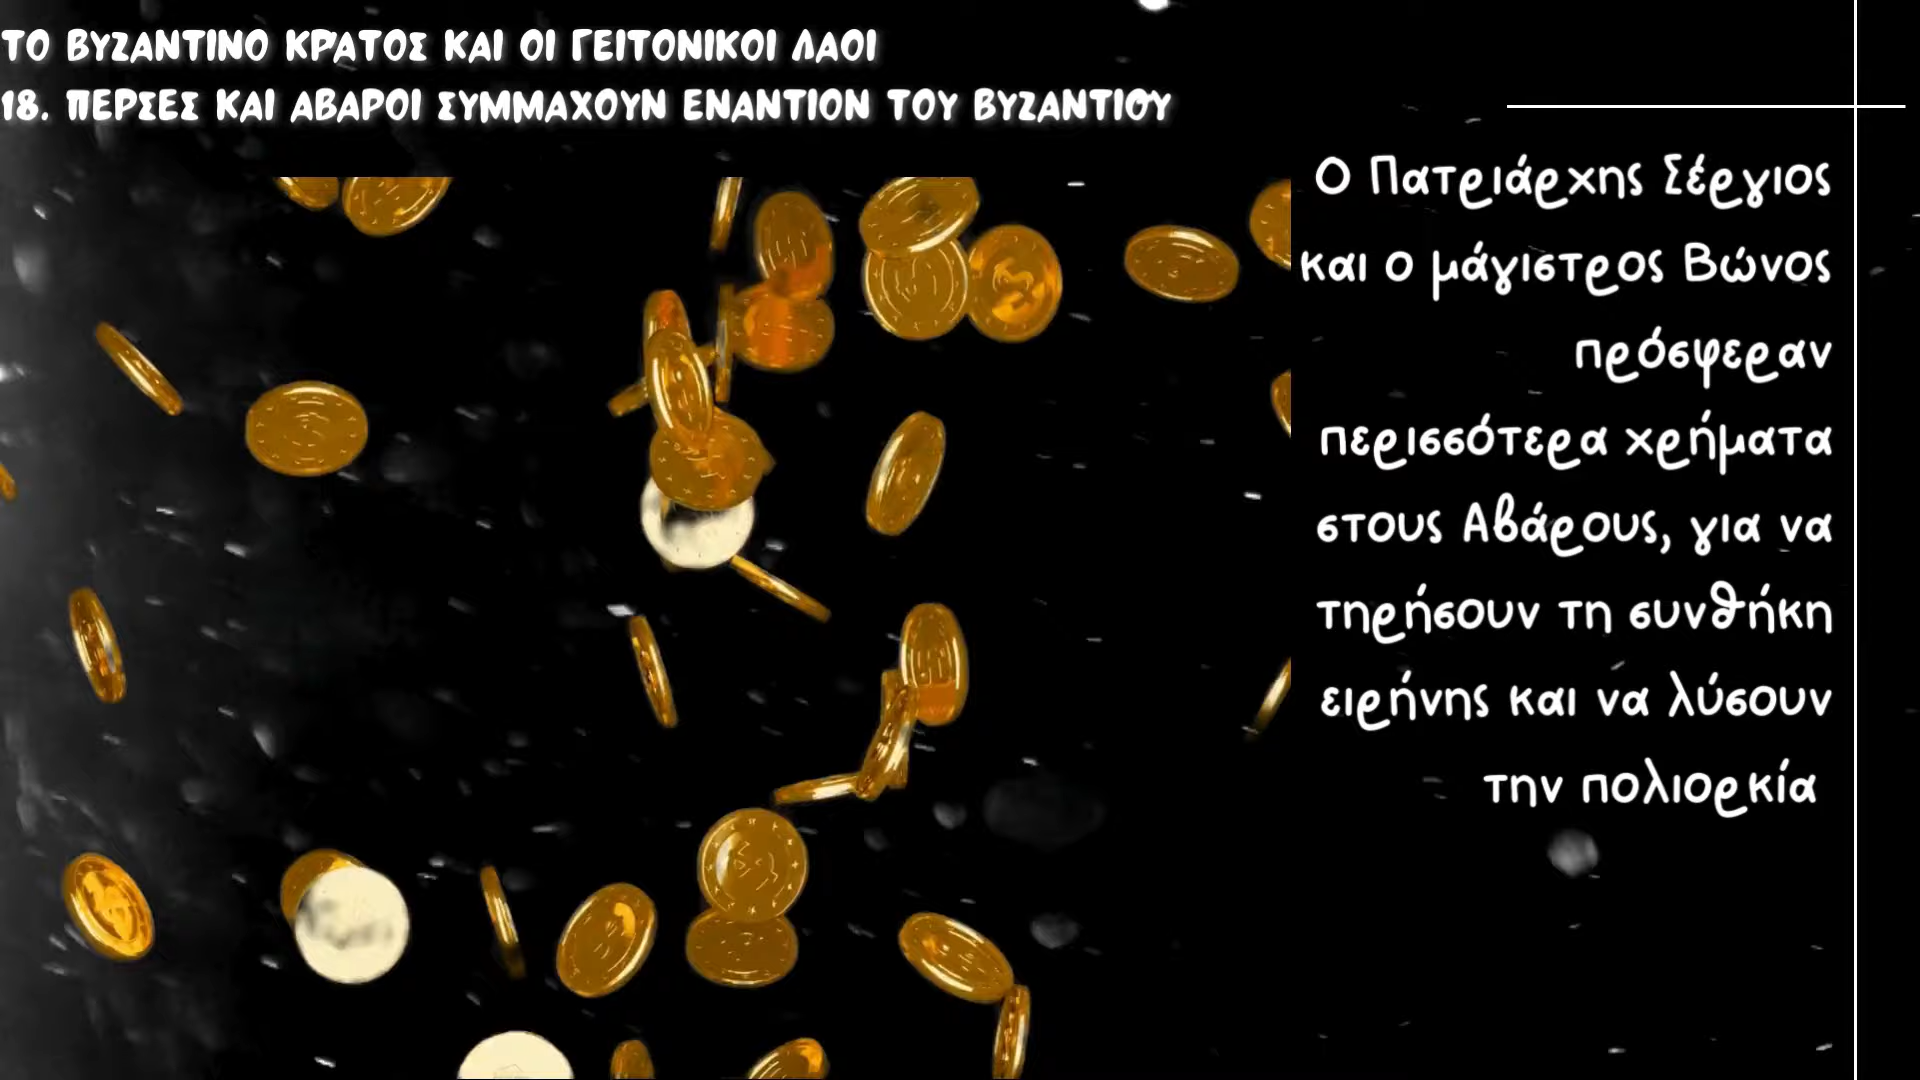 ΤΟ ΒΥΖΑΝΤΙΝΟ ΚΡΑΤΟΣ ΚΑΙ ΟΙ ΓΕΙΤΟΝΙΚΟΙ ΛΑΟΙ
18. ΠΕΡΣΕΣ ΚΑΙ ΑΒΑΡΟΙ ΣΥΜΜΑΧΟΥΝ ΕΝΑΝΤΙΟΝ ΤΟΥ ΒΥΖΑΝΤΙΟΥ
Ο Πατριάρχης Σέργιος
και ο μάγιστρος Βώνος
πρόσφεραν
περισσότερα χρήματα
στους Αβάρους, για να
τηρήσουν τη συνθήκη
ειρήνης και να λύσουν
την πολιορκία